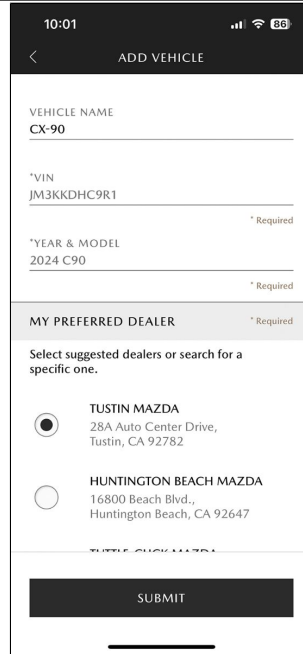 10:01
86
ADD VEHICLE
VEHICLE NAME
CX-90
*VIN
JM3KKDHC9R1
* Required
*YEAR & MODEL
2024 C90
* Required
MY PREFERRED DEALER * Required
Select suggested dealers or search for a
specific one.
TUSTIN MAZDA
28A Auto Center Drive,
Tustin, CA 92782
HUNTINGTON BEACH MAZDA
16800 Beach Blvd.,
Huntington Beach, CA 92647
SUBMIT